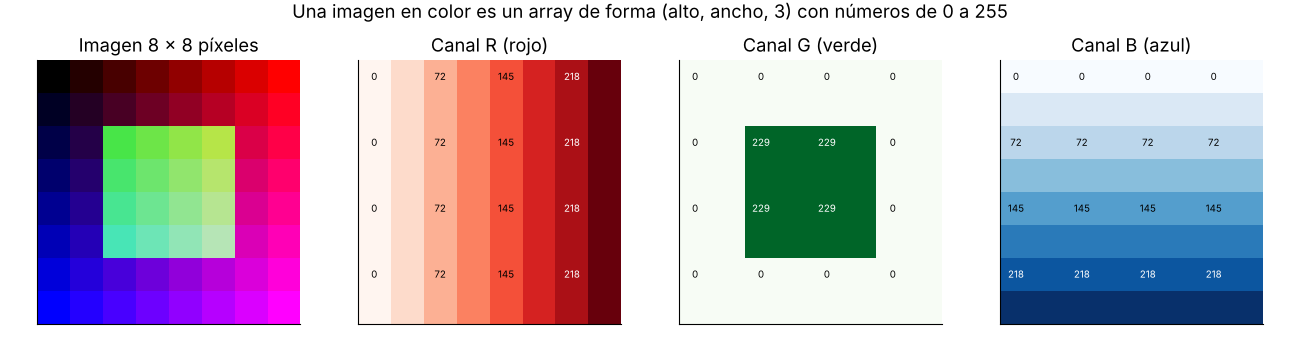 Una imagen en color es un array de forma (alto, ancho, 3) con números de 0 a 255
Imagen 8 × 8 píxeles
Canal R (rojo)
0 72 145 218
0 72 145 218
0 72 145 218
0 72 145 218
Canal G (verde)
0 0 0 0
0 229 229 0
0 229 229 0
0 0 0 0
Canal B (azul)
0 0 0 0
72 72 72 72
145 145 145 145
218 218 218 218